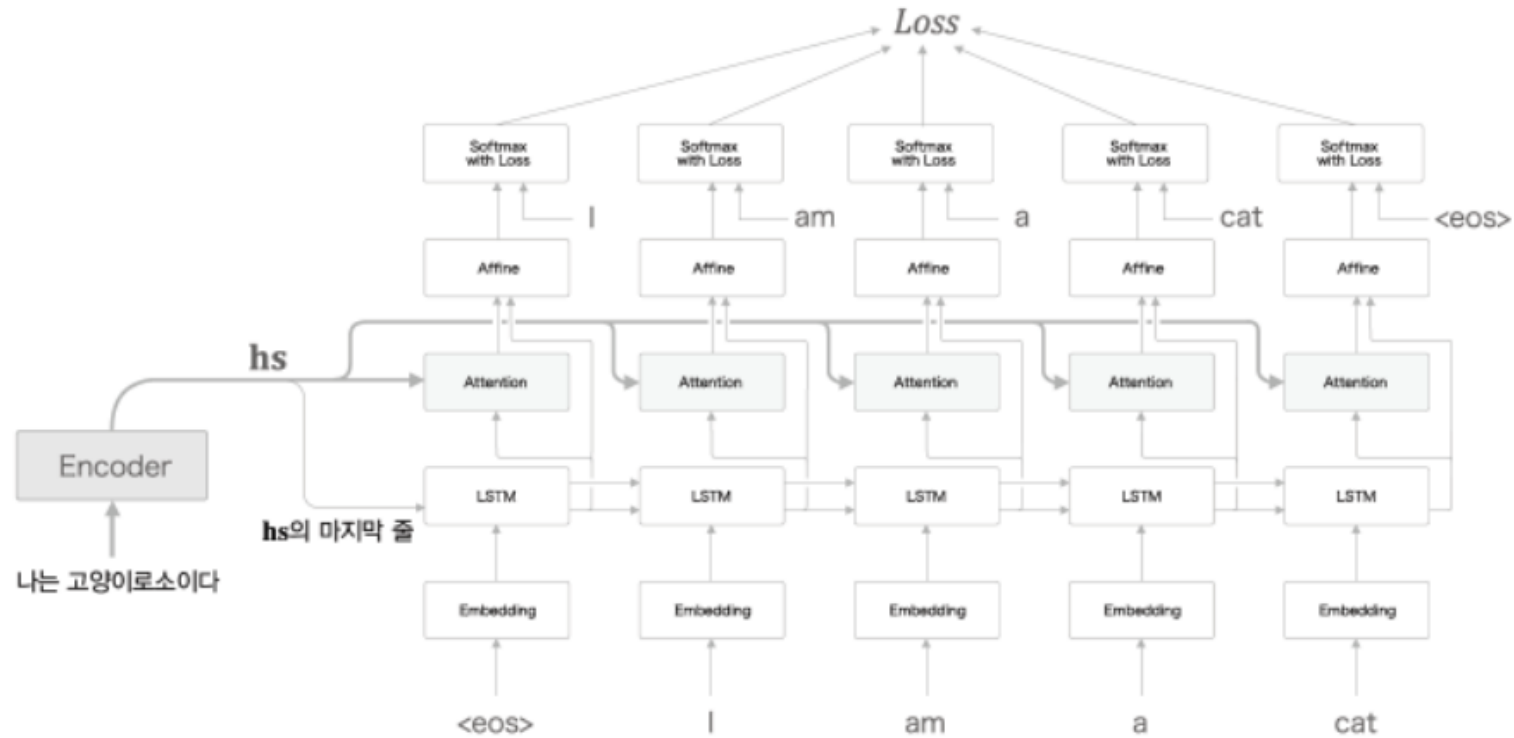 Loss
Softmax
with Loss
Softmax
with Loss
Softmax
with Loss
Softmax
with Loss
Softmax
with Loss
I
am
a
cat
<eos>
Affine
Affine
Affine
Affine
Affine
hs
Attention
Attention
Attention
Attention
Attention
Encoder
LSTM
LSTM
LSTM
LSTM
LSTM
hs의 마지막 줄
나는 고양이로소이다
Embedding
Embedding
Embedding
Embedding
Embedding
<eos>
I
am
a
cat